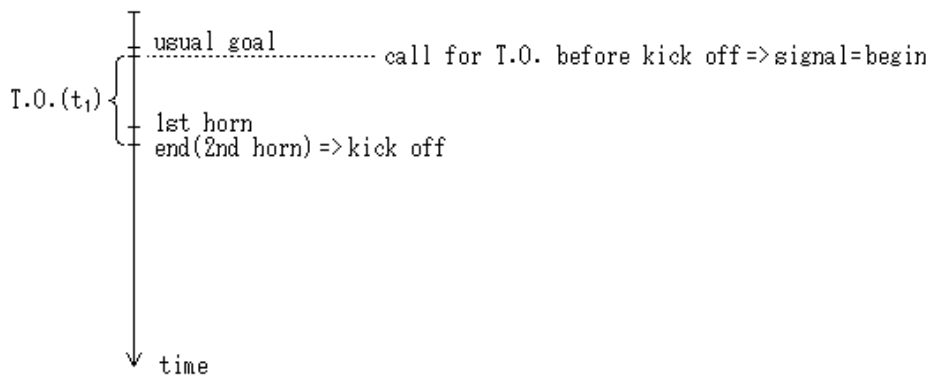 usual goal
call for T.O. before kick off=>signal=begin
T.O.(t₁)
1st horn
end(2nd horn)=>kick off
time